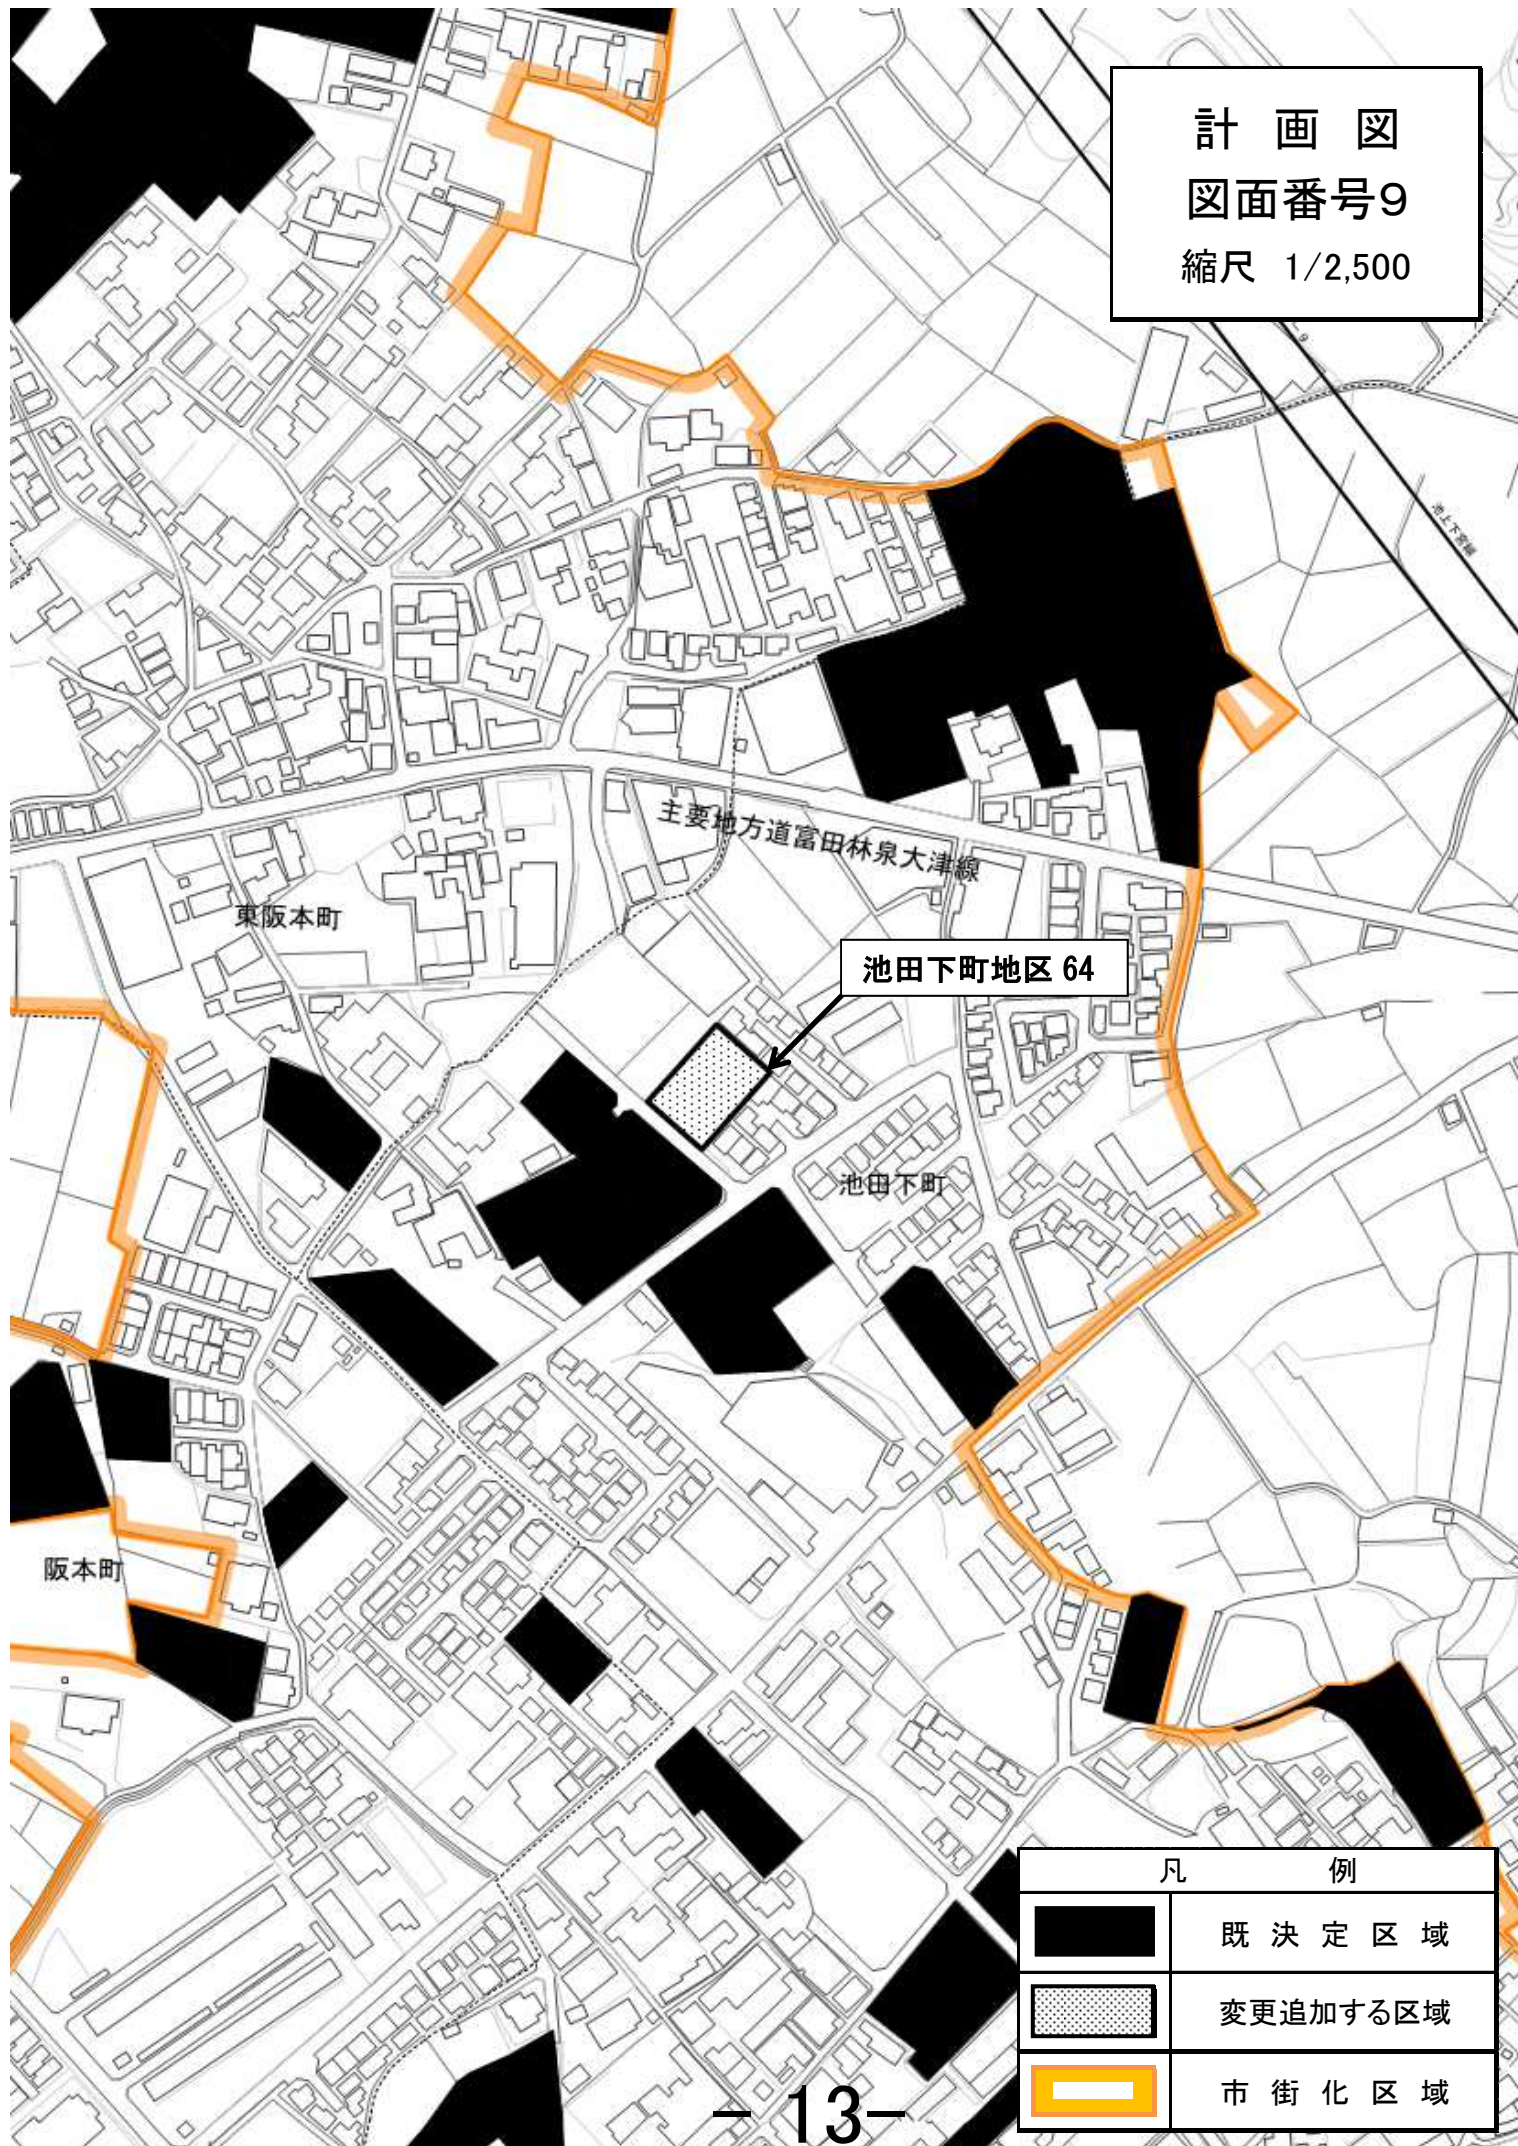 計 画 図
図面番号9
縮尺 1/2,500
主要地方道富田林泉大津線
東阪本町
池田下町地区 64
池田下町
阪本町
凡 例
既 決 定 区 域
変更追加する区域
市 街 化 区 域
- 13-